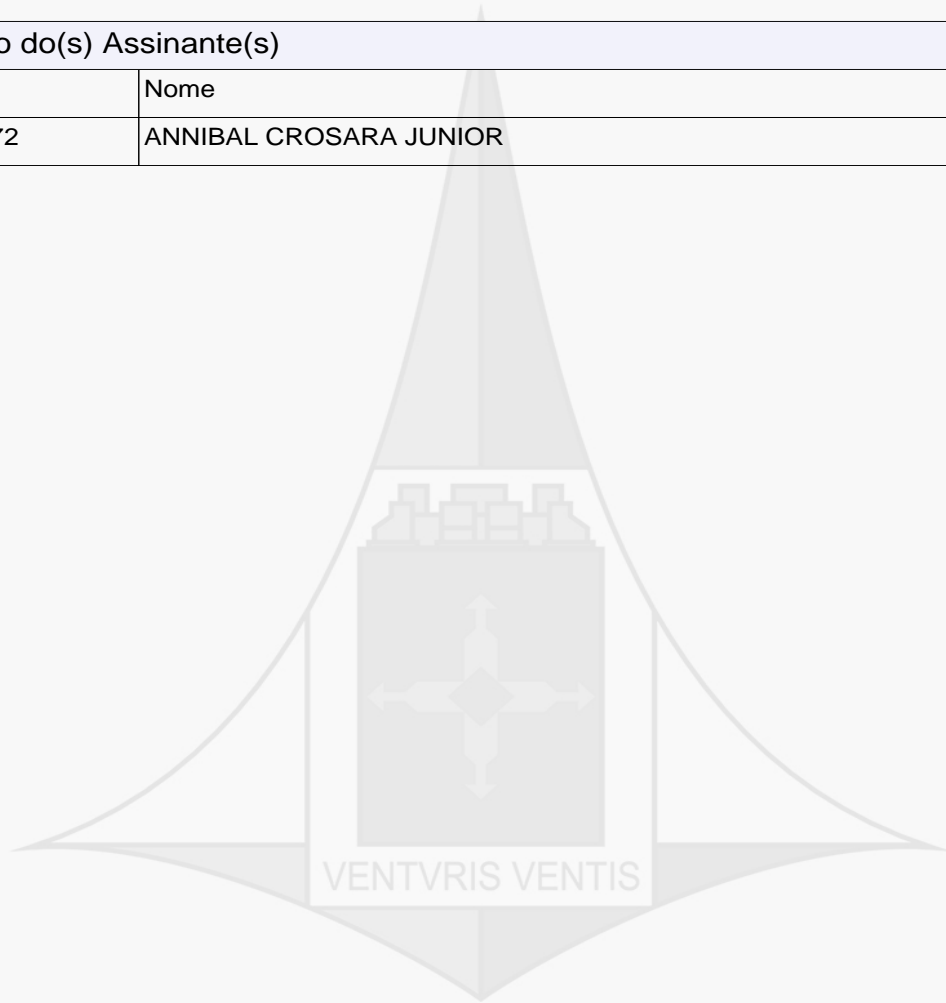 o do(s) Assinante(s)
Nome
72 ANNIBAL CROSARA JUNIOR
VENTVRIS VENTIS